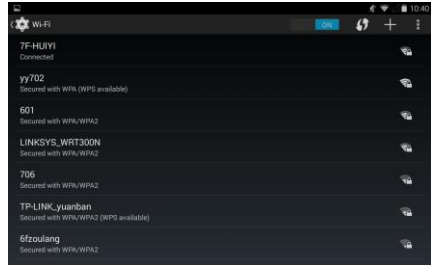 10:40
Wi-Fi ON
7F-HUIYI
Connected
yy702
Secured with WPA (WPS available)
601
Secured with WPA/WPA2
LINKSYS_WRT300N
Secured with WPA/WPA2
706
Secured with WPA/WPA2
TP-LINK_yuanban
Secured with WPA/WPA2 (WPS available)
6fzoulang
Secured with WPA/WPA2